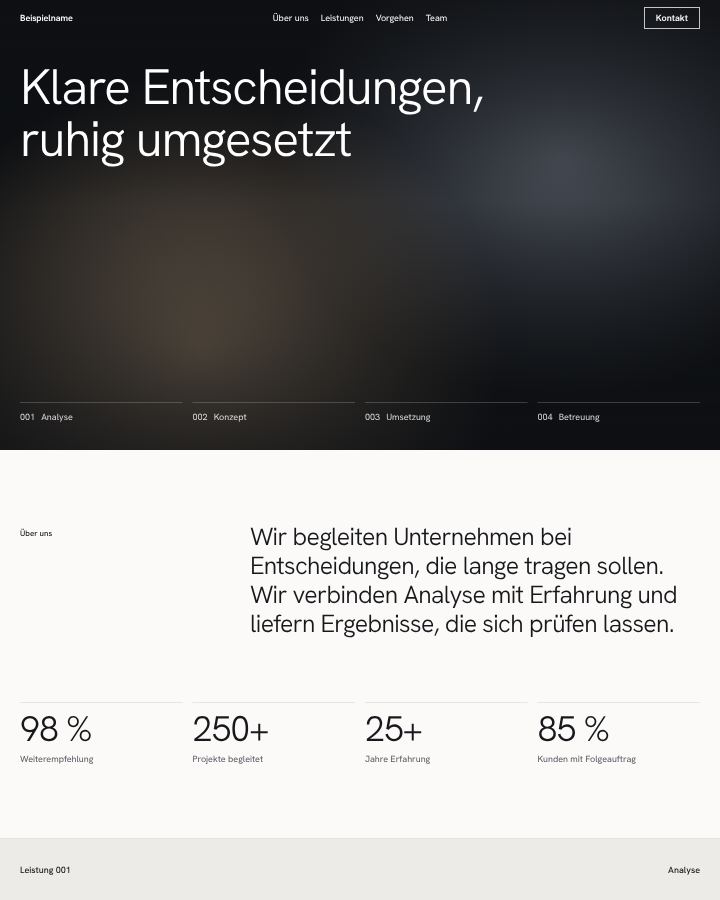 Beispielname
Über uns Leistungen Vorgehen Team
Kontakt
Klare Entscheidungen,
ruhig umgesetzt
001 Analyse
002 Konzept
003 Umsetzung
004 Betreuung
Über uns
Wir begleiten Unternehmen bei
Entscheidungen, die lange tragen sollen.
Wir verbinden Analyse mit Erfahrung und
liefern Ergebnisse, die sich prüfen lassen.
98 %
Weiterempfehlung
250+
Projekte begleitet
25+
Jahre Erfahrung
85 %
Kunden mit Folgeauftrag
Leistung 001
Analyse